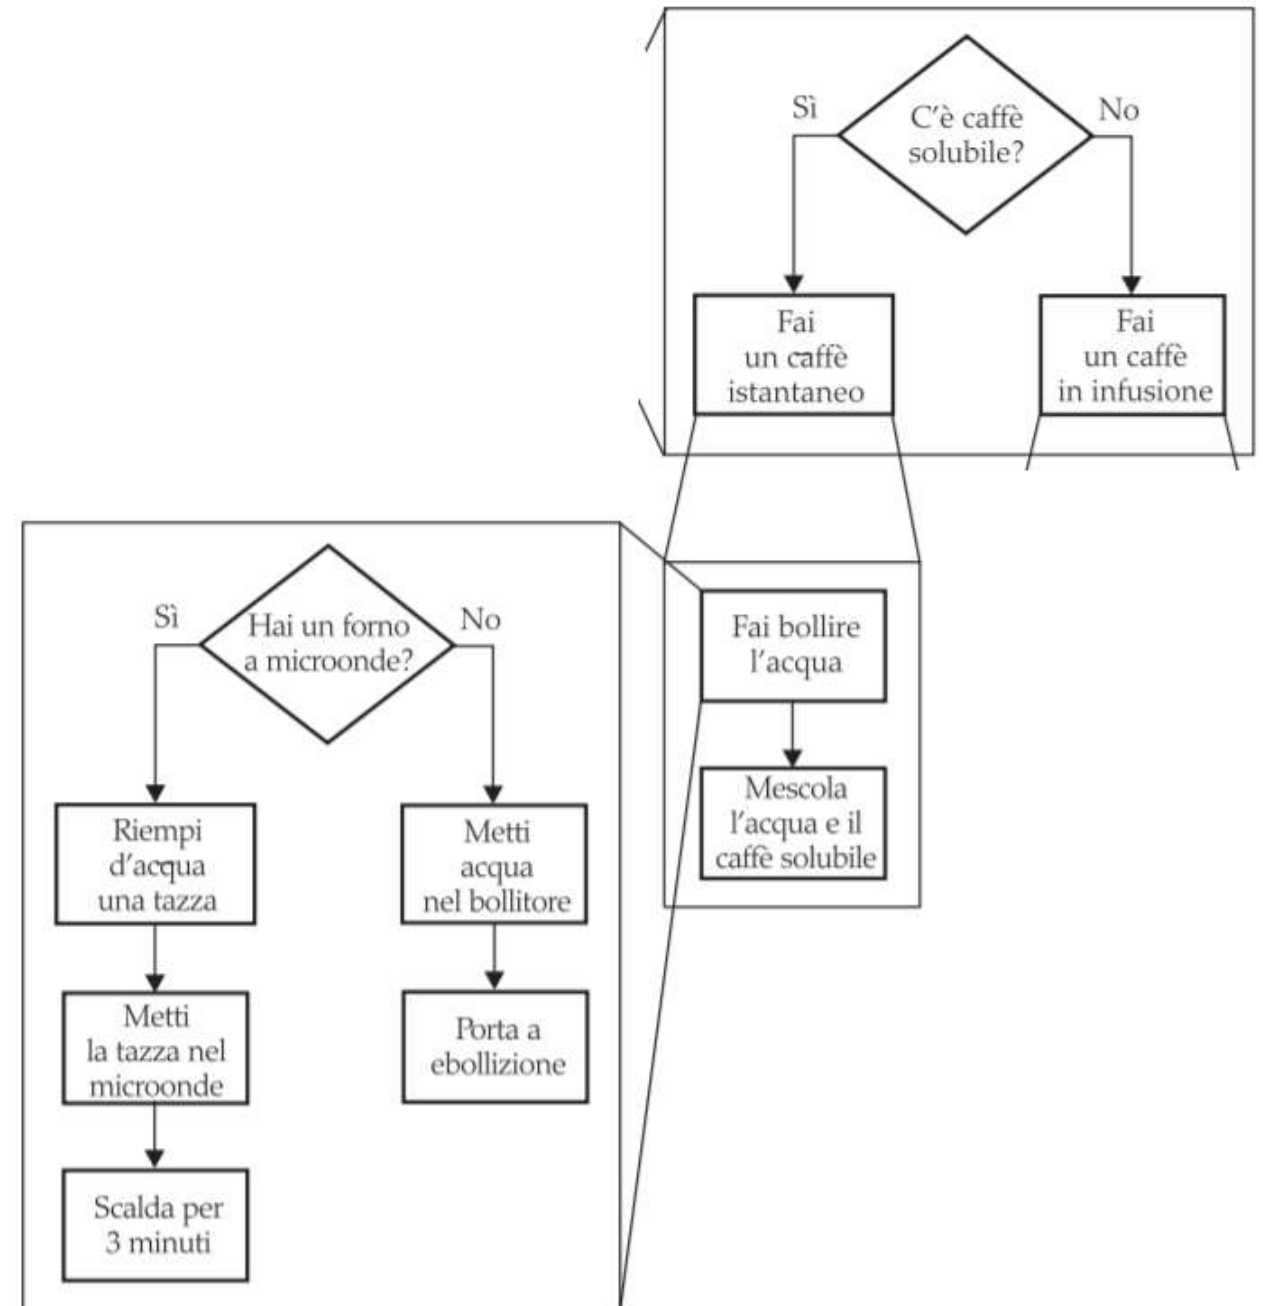 C'è caffè
solubile?
Sì
No
Fai
un caffè
istantaneo
Fai
un caffè
in infusione
Fai bollire
l'acqua
Mescola
l'acqua e il
caffè solubile
Hai un forno
a microonde?
Sì
No
Riempi
d'acqua
una tazza
Metti
la tazza nel
microonde
Scalda per
3 minuti
Metti
acqua
nel bollitore
Porta a
ebollizione